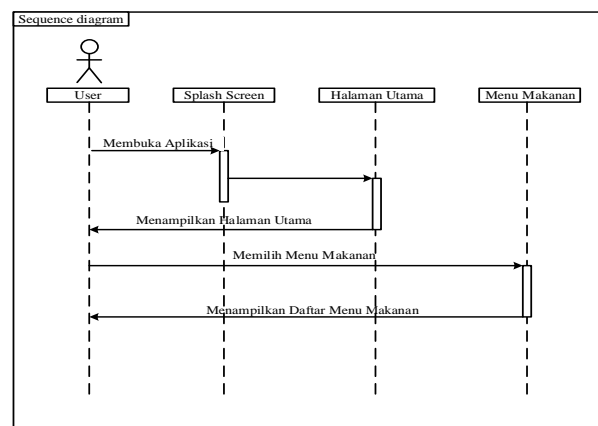 Sequence diagram
User
Splash Screen
Halaman Utama
Menu Makanan
Membuka Aplikasi
Menampilkan Halaman Utama
Memilih Menu Makanan
Menampilkan Daftar Menu Makanan